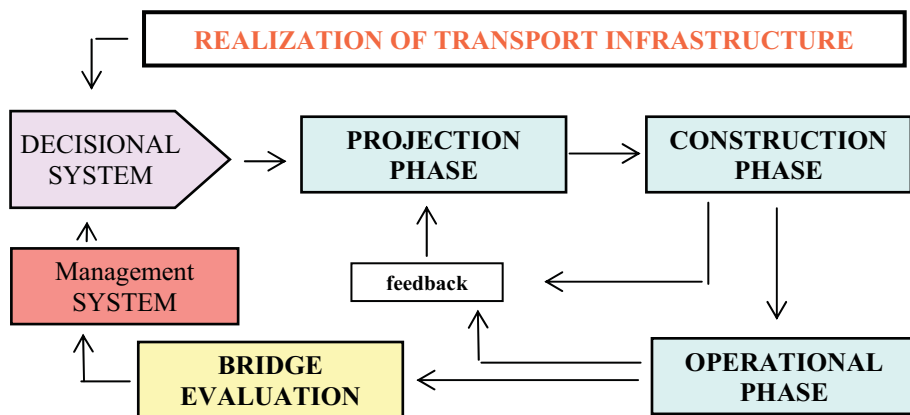 REALIZATION OF TRANSPORT INFRASTRUCTURE
DECISIONAL
SYSTEM
PROJECTION
PHASE
CONSTRUCTION
PHASE
Management
SYSTEM
feedback
BRIDGE
EVALUATION
OPERATIONAL
PHASE